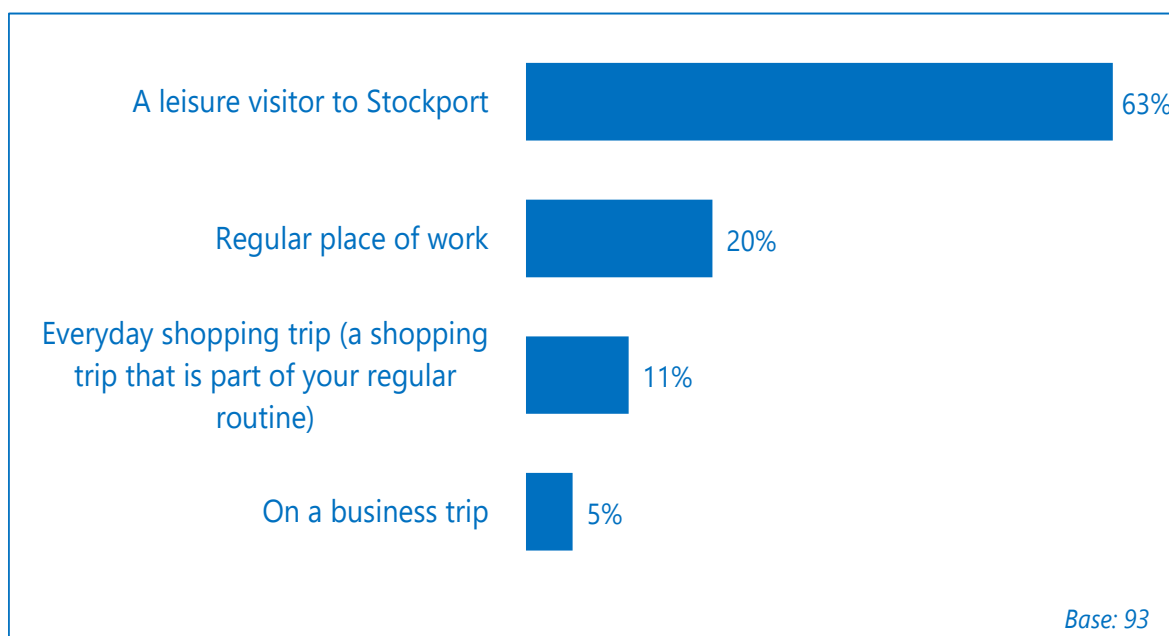 A leisure visitor to Stockport
63%
Regular place of work
20%
Everyday shopping trip (a shopping
trip that is part of your regular
routine)
11%
On a business trip
5%
Base: 93